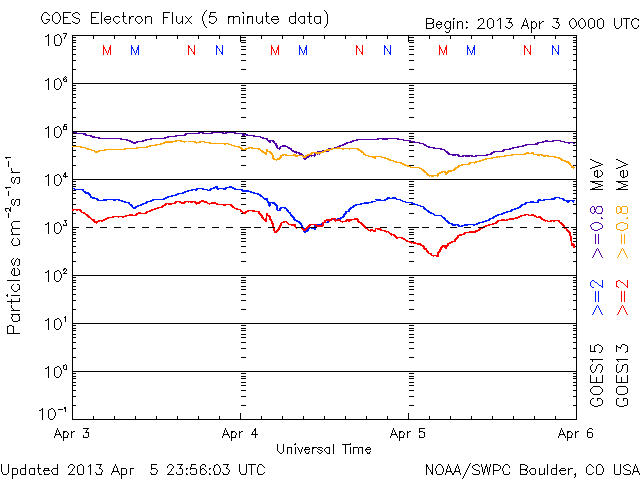 GOES Electron Flux (5 minute data)
Begin: 2013 Apr 3 0000 UTC
10⁷
M M N N M M N N M M N N
10⁶
10⁵
10⁴
10³
10²
10¹
10⁰
10⁻¹
Particles cm⁻²s⁻¹sr⁻¹
Apr 3 Apr 4 Apr 5 Apr 6
Universal Time
GOES15 >=2 >=0.8 MeV
GOES13 >=2 >=0.8 MeV
Updated 2013 Apr 5 23:56:03 UTC
NOAA/SWPC Boulder, CO USA